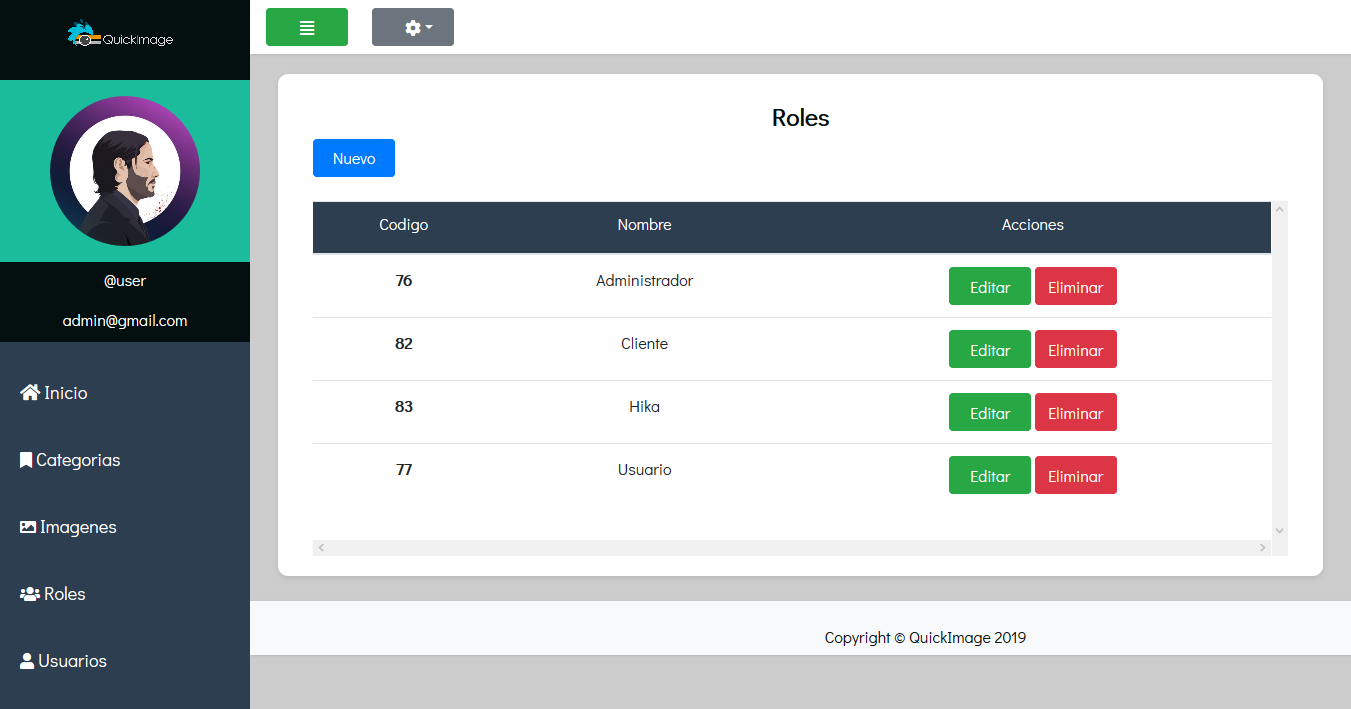 QuickImage
@user
admin@gmail.com
Inicio
Categorias
Imagenes
Roles
Usuarios
Roles
Nuevo
Codigo Nombre Acciones
76 Administrador Editar Eliminar
82 Cliente Editar Eliminar
83 Hika Editar Eliminar
77 Usuario Editar Eliminar
Copyright © QuickImage 2019